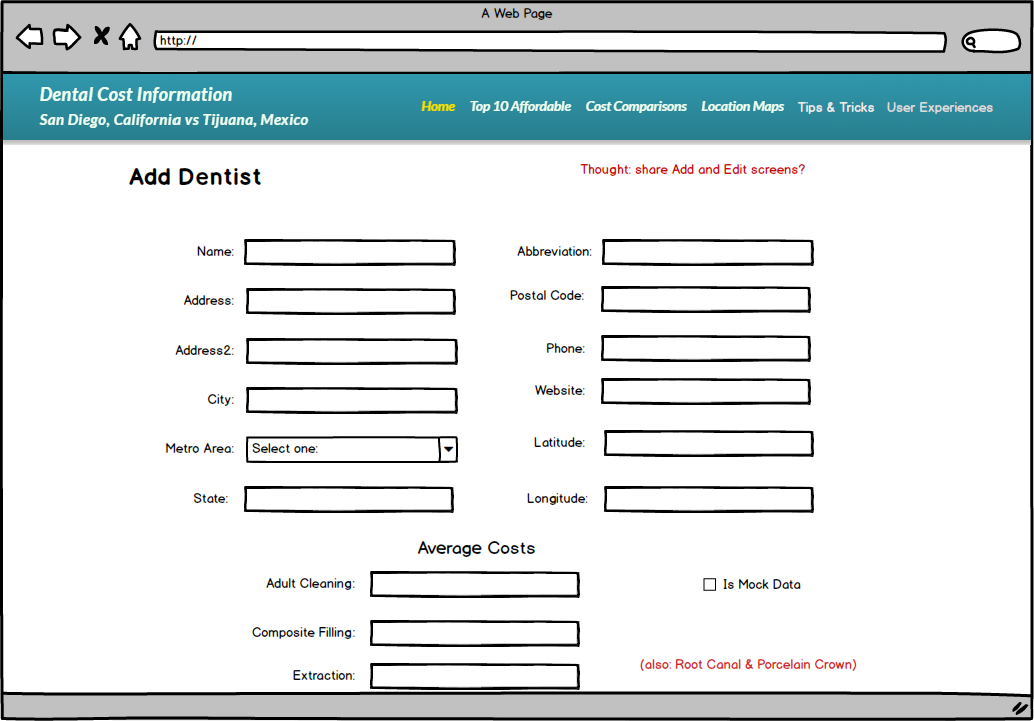 A Web Page
http://
Dental Cost Information
San Diego, California vs Tijuana, Mexico
Home Top 10 Affordable Cost Comparisons Location Maps Tips & Tricks User Experiences
Add Dentist
Thought: share Add and Edit screens?
Name: Abbreviation:
Address: Postal Code:
Address2: Phone:
City: Website:
Metro Area: Select one: Latitude:
State: Longitude:
Average Costs
Adult Cleaning: Is Mock Data
Composite Filling:
(also: Root Canal & Porcelain Crown)
Extraction: